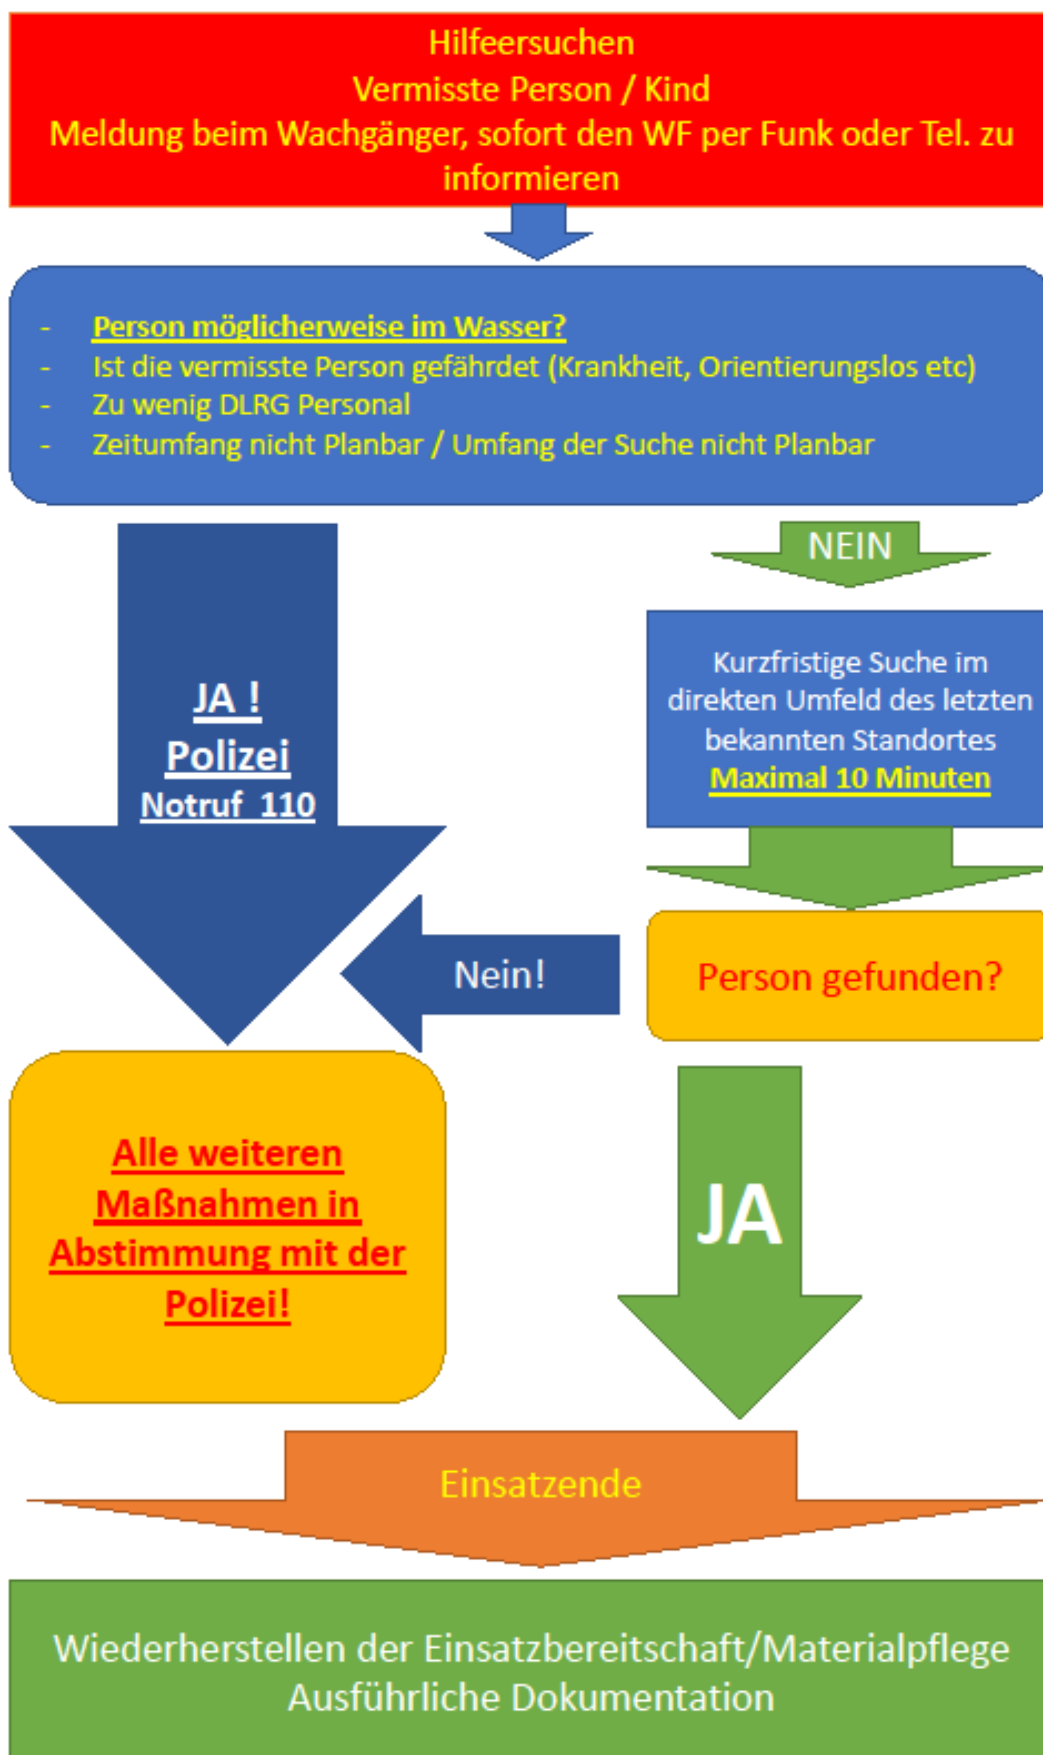 Hilfeersuchen
Vermisste Person / Kind
Meldung beim Wachgänger, sofort den WF per Funk oder Tel. zu
informieren
- Person möglicherweise im Wasser?
- Ist die vermisste Person gefährdet (Krankheit, Orientierungslos etc)
- Zu wenig DLRG Personal
- Zeitumfang nicht Planbar / Umfang der Suche nicht Planbar
NEIN
Kurzfristige Suche im
direkten Umfeld des letzten
bekannten Standortes
Maximal 10 Minuten
JA !
Polizei
Notruf 110
Nein!
Person gefunden?
Alle weiteren
Maßnahmen in
Abstimmung mit der
Polizei!
JA
Einsatzende
Wiederherstellen der Einsatzbereitschaft/Materialpflege
Ausführliche Dokumentation